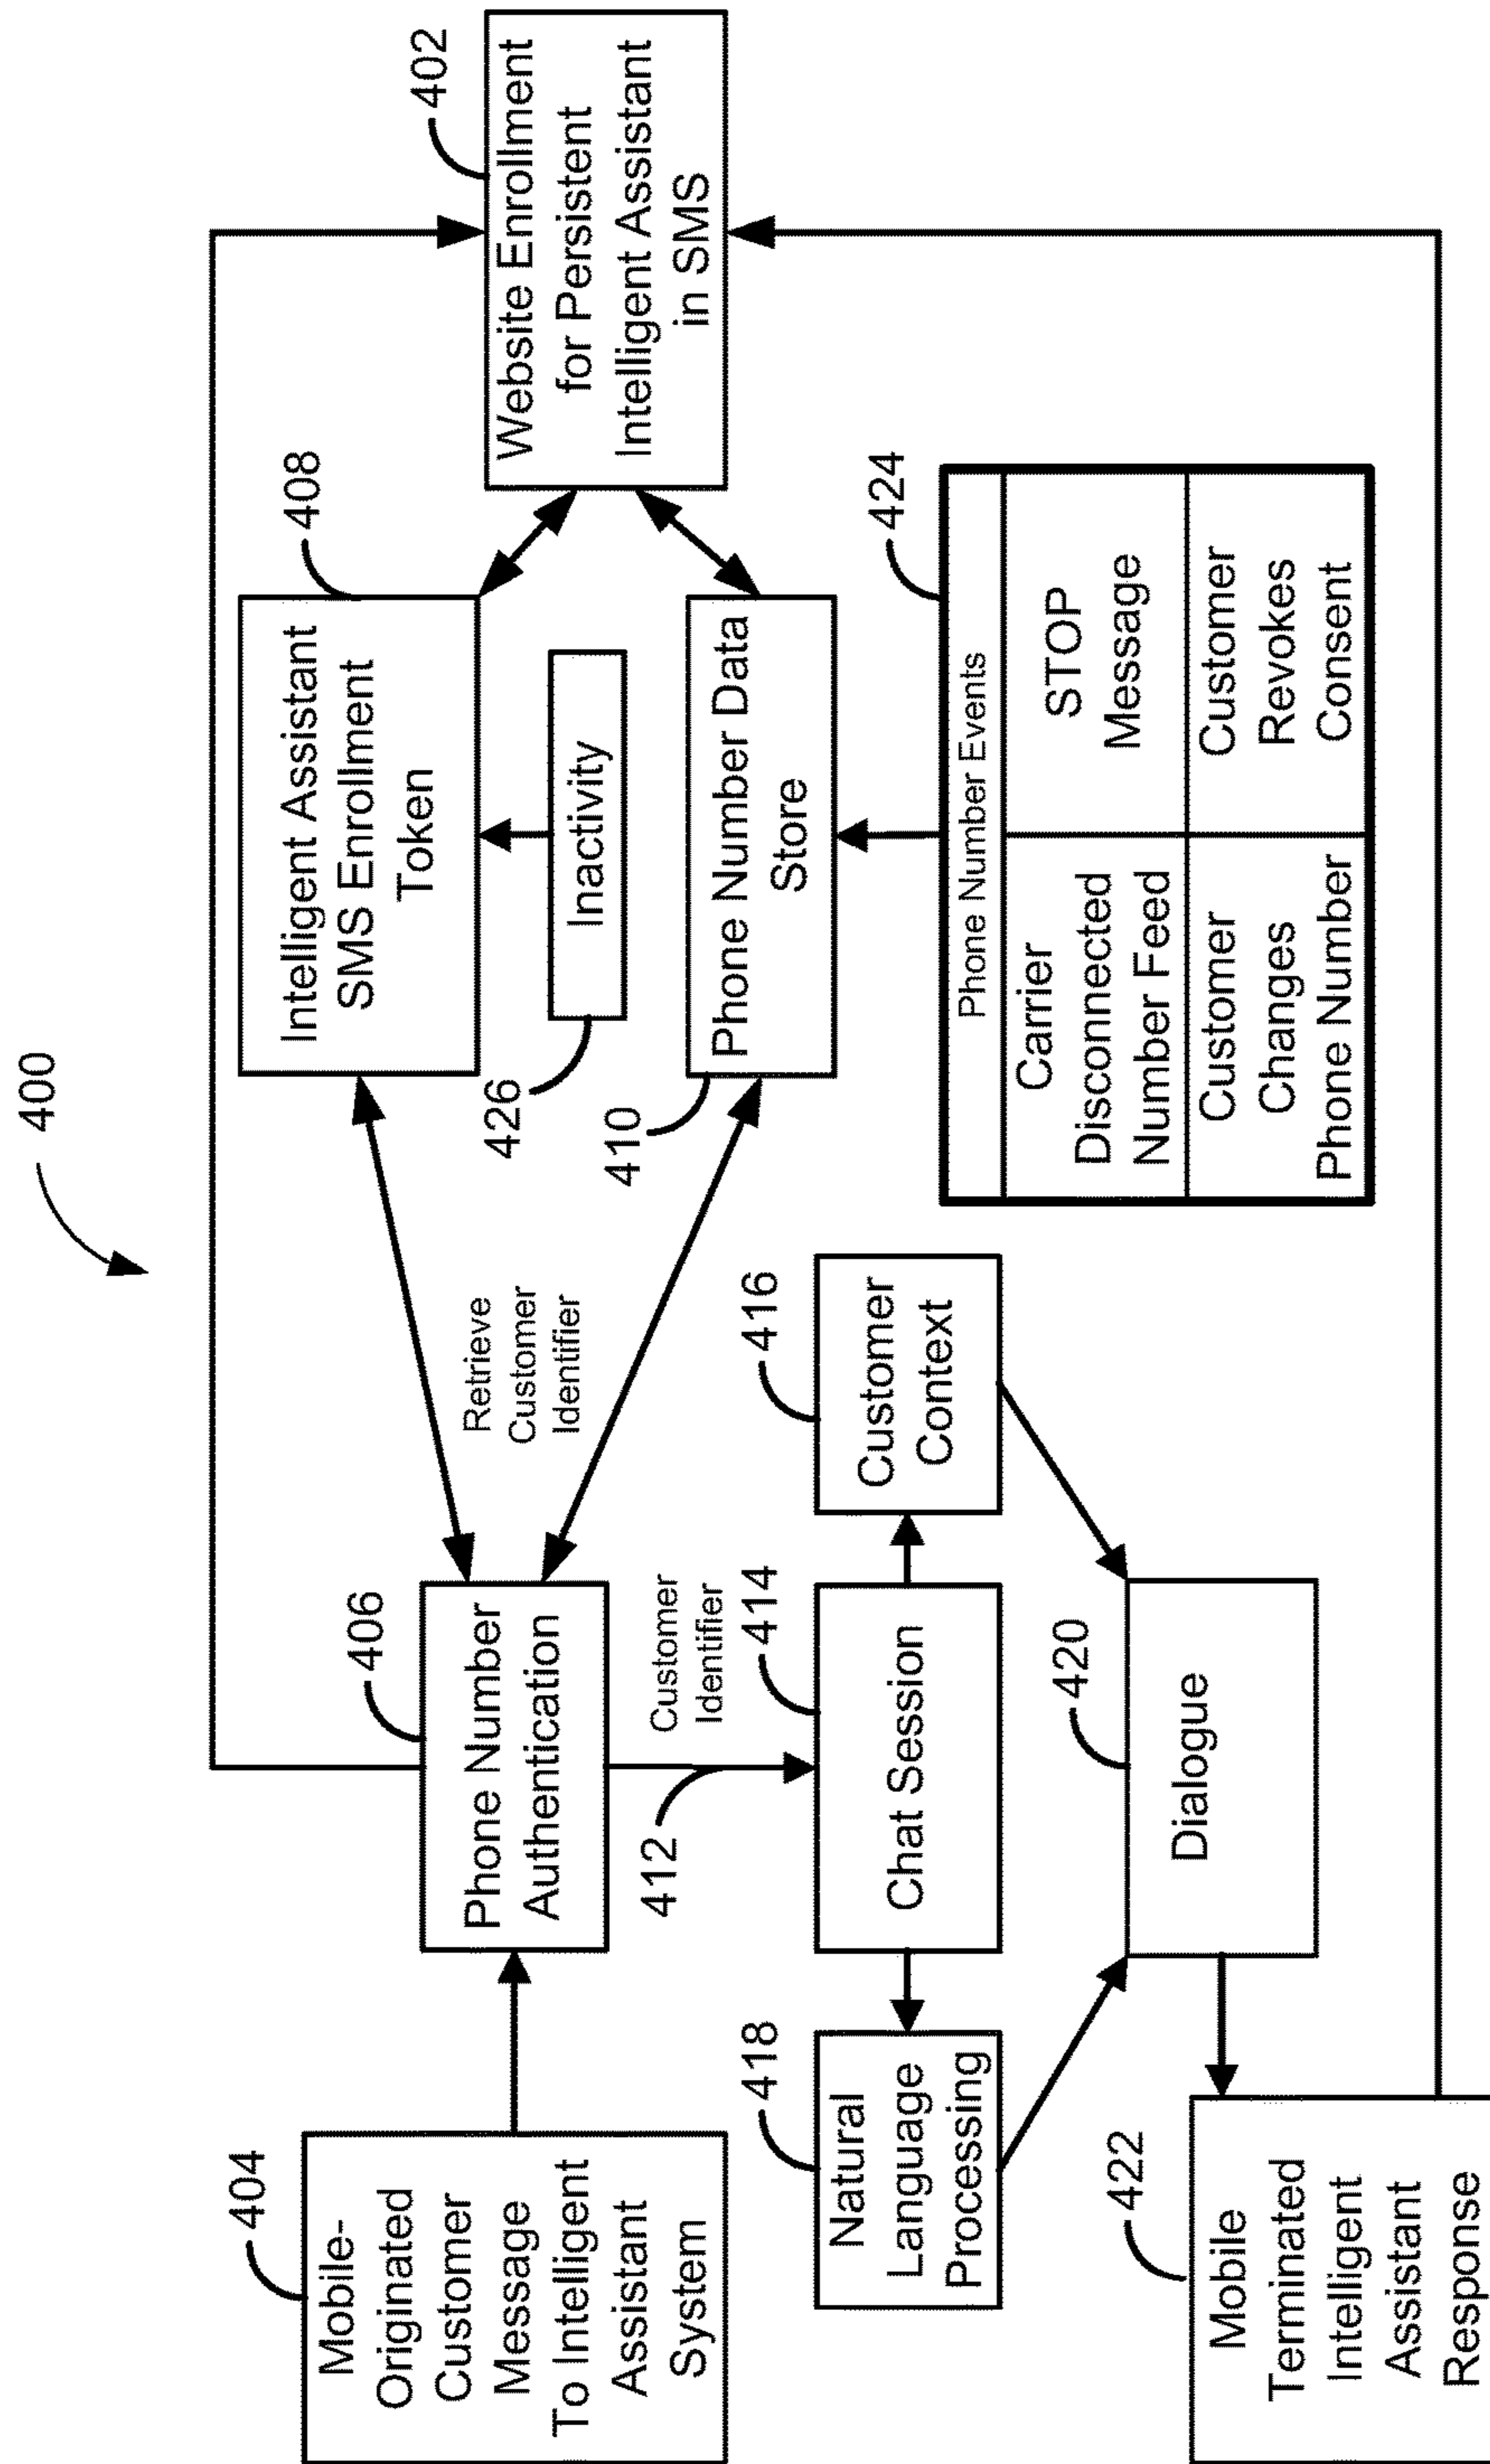 400
404
Mobile-
Originated
Customer
Message
To Intelligent
Assistant
System
406
Phone Number
Authentication
Retrieve
Customer
Identifier
408
Intelligent Assistant
SMS Enrollment
Token
402
Website Enrollment
for Persistent
Intelligent Assistant
in SMS
426
Inactivity
410
Phone Number Data
Store
412
Customer
Identifier
414
Chat Session
416
Customer
Context
418
Natural
Language
Processing
424
Phone Number Events
Carrier
Disconnected
Number Feed
STOP
Message
Customer
Changes
Phone Number
Customer
Revokes
Consent
420
Dialogue
422
Mobile
Terminated
Intelligent
Assistant
Response